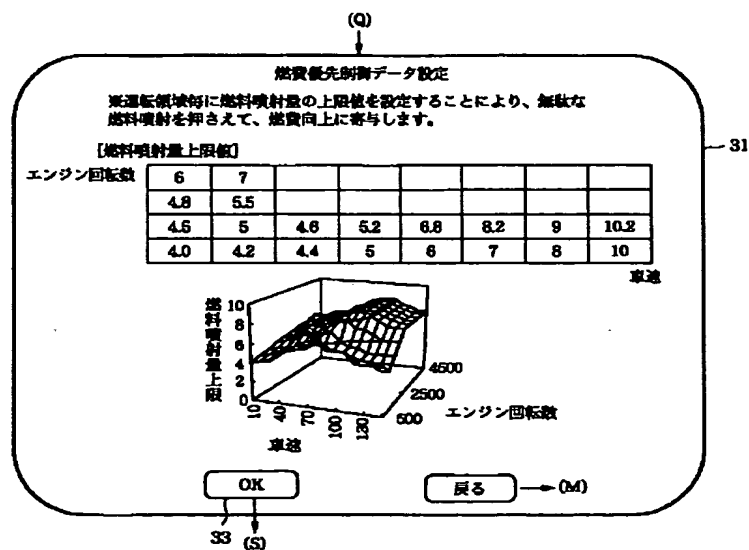 (Q)
燃費優先制御データ設定
※運転領域毎に燃料噴射量の上限値を設定することにより、無駄な
燃料噴射を押さえて、燃費向上に寄与します。
[燃料噴射量上限値]
31
エンジン回転数
6 7
4.8 5.5
4.5 5 4.6 5.2 6.8 8.2 9 10.2
4.0 4.2 4.4 5 6 7 8 10
車速
燃料噴射量上限
10
8
6
4
2
0
10 40 70 100 130
車速
500
2500
4500
エンジン回転数
OK
戻る
(M)
33
(S)